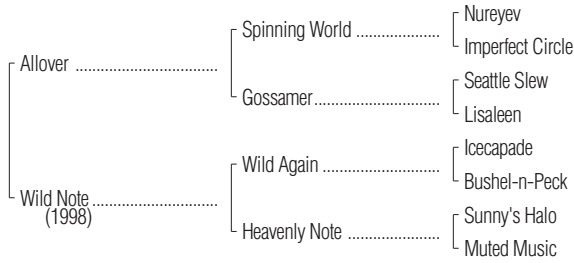 Nureyev
Spinning World ....................
Imperfect Circle
Allover ..................................
Seattle Slew
Gossamer..............................
Lisaleen
Icecapade
Wild Again ............................
Bushel-n-Peck
Wild Note ..............................
(1998)
Sunny's Halo
Heavenly Note ......................
Muted Music